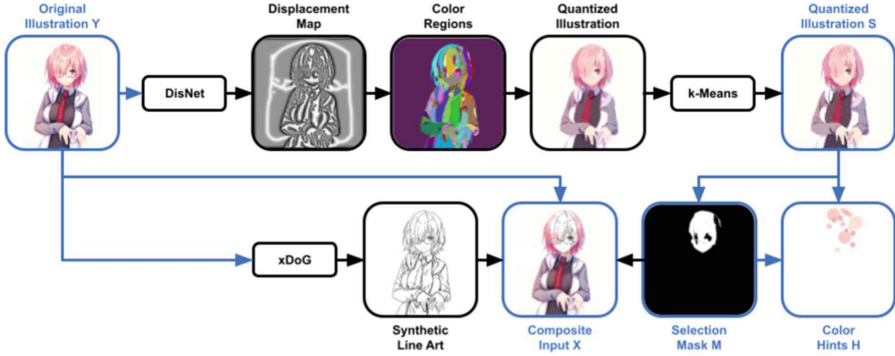 Original
Illustration Y
Displacement
Map
Color
Regions
Quantized
Illustration
Quantized
Illustration S
DisNet
k-Means
xDoG
Synthetic
Line Art
Composite
Input X
Selection
Mask M
Color
Hints H